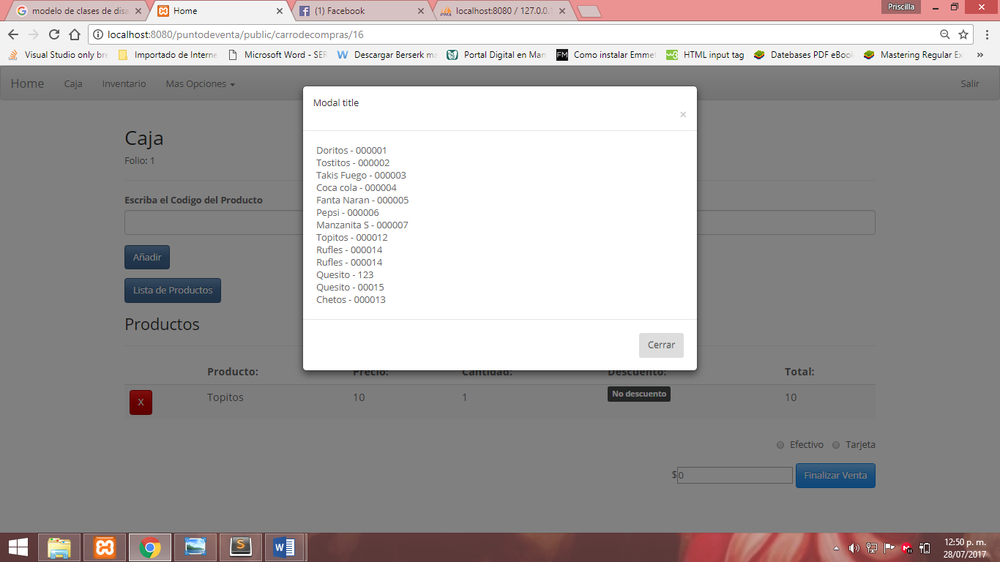 modelo de clases de disa
Home
(1) Facebook
localhost:8080 / 127.0.0.1
Priscilla
localhost:8080/puntodeventa/public/carrodecompras/16
Visual Studio only bre
Importado de Interne
Microsoft Word - SEP
Descargar Berserk ma
Portal Digital en Man
Como instalar Emmet
HTML input tag
Datebases PDF eBook
Mastering Regular Ex
»
Home
Caja
Inventario
Mas Opciones
Salir
Modal title
×
Doritos - 000001
Tostitos - 000002
Takis Fuego - 000003
Coca cola - 000004
Fanta Naran - 000005
Pepsi - 000006
Manzanita S - 000007
Topitos - 000012
Rufles - 000014
Rufles - 000014
Quesito - 123
Quesito - 00015
Chetos - 000013
Cerrar
Caja
Folio: 1
Escriba el Codigo del Producto
Añadir
Lista de Productos
Productos
Producto: Precio: Cantidad: Descuento: Total:
X Topitos 10 1 No descuento 10
Efectivo Tarjeta
$0 Finalizar Venta
12:50 p. m.
28/07/2017